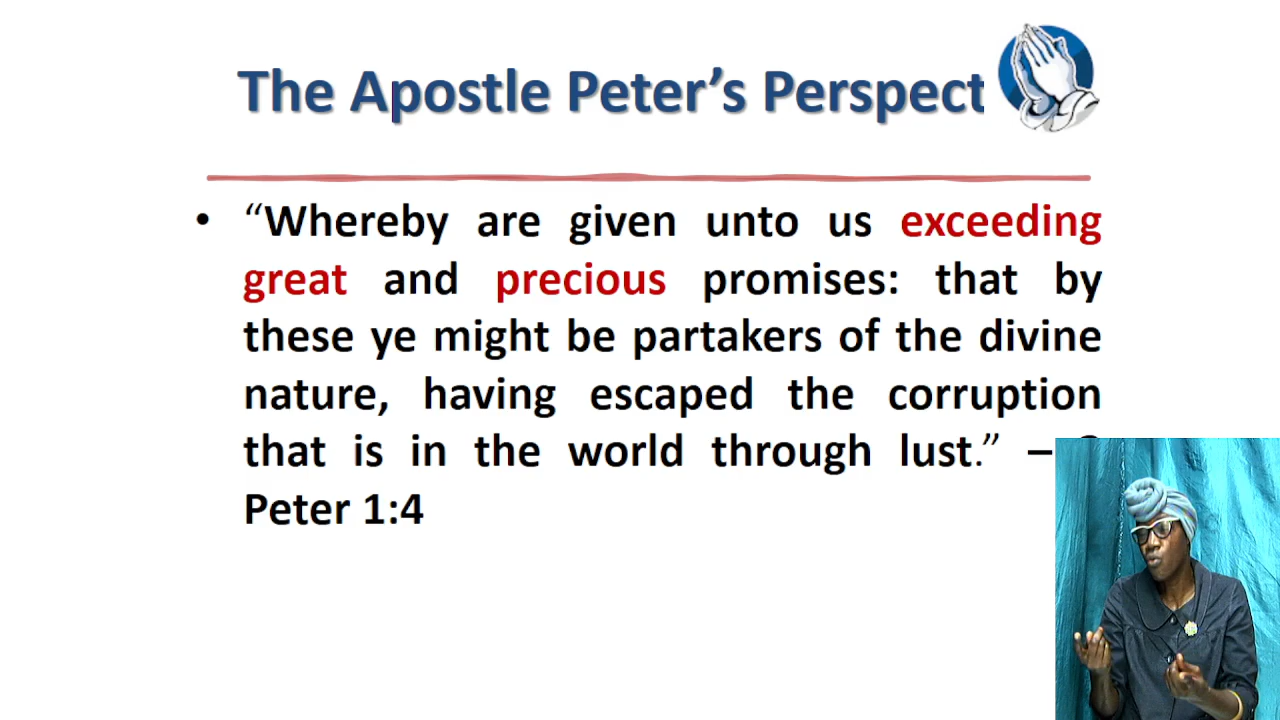 The Apostle Peter’s Perspect
• “Whereby are given unto us exceeding
great and precious promises: that by
these ye might be partakers of the divine
nature, having escaped the corruption
that is in the world through lust.” –
Peter 1:4